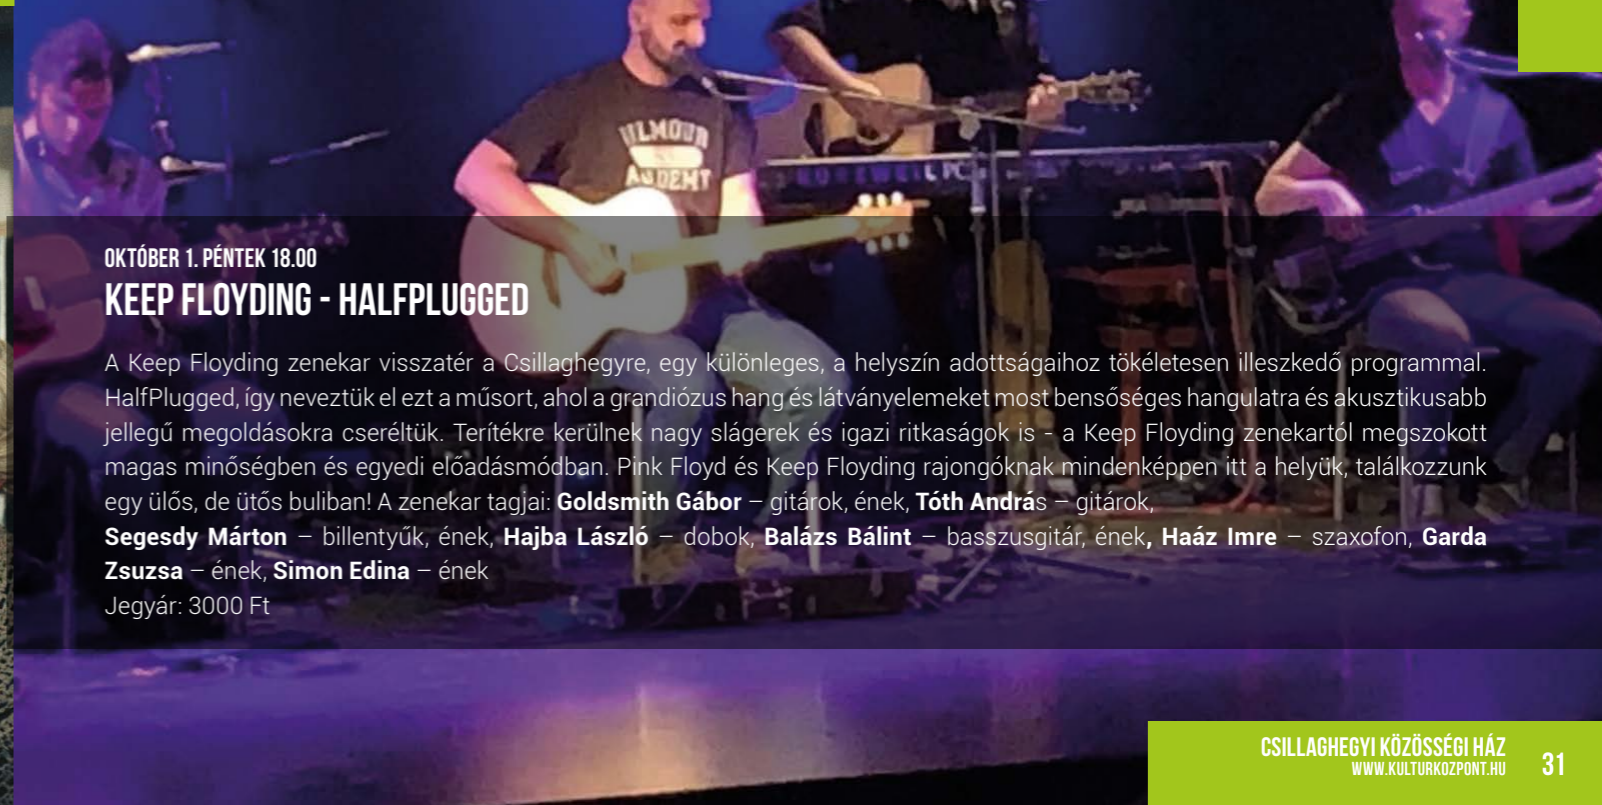 ILMOUR
KURZWEIL PC
OKTÓBER 1. PÉNTEK 18.00
KEEP FLOYDING - HALFPLUGGED
A Keep Floyding zenekar visszatér a Csillaghegyre, egy különleges, a helyszín adottságaihoz tökéletesen illeszkedő programmal.
HalfPlugged, így neveztük el ezt a műsort, ahol a grandiózus hang és látványelemeket most bensőséges hangulatra és akusztikusabb
jellegű megoldásokra cseréltük. Terítékre kerülnek nagy slágerek és igazi ritkaságok is - a Keep Floyding zenekartól megszokott
magas minőségben és egyedi előadásmódban. Pink Floyd és Keep Floyding rajongóknak mindenképpen itt a helyük, találkozzunk
egy ülős, de ütős buliban! A zenekar tagjai: Goldsmith Gábor – gitárok, ének, Tóth András – gitárok,
Segesdy Márton – billentyűk, ének, Hajba László – dobok, Balázs Bálint – basszusgitár, ének, Haáz Imre – szaxofon, Garda
Zsuzsa – ének, Simon Edina – ének
Jegyár: 3000 Ft
CSILLAGHEGYI KÖZÖSSÉGI HÁZ
WWW.KULTURKOZPONT.HU
31